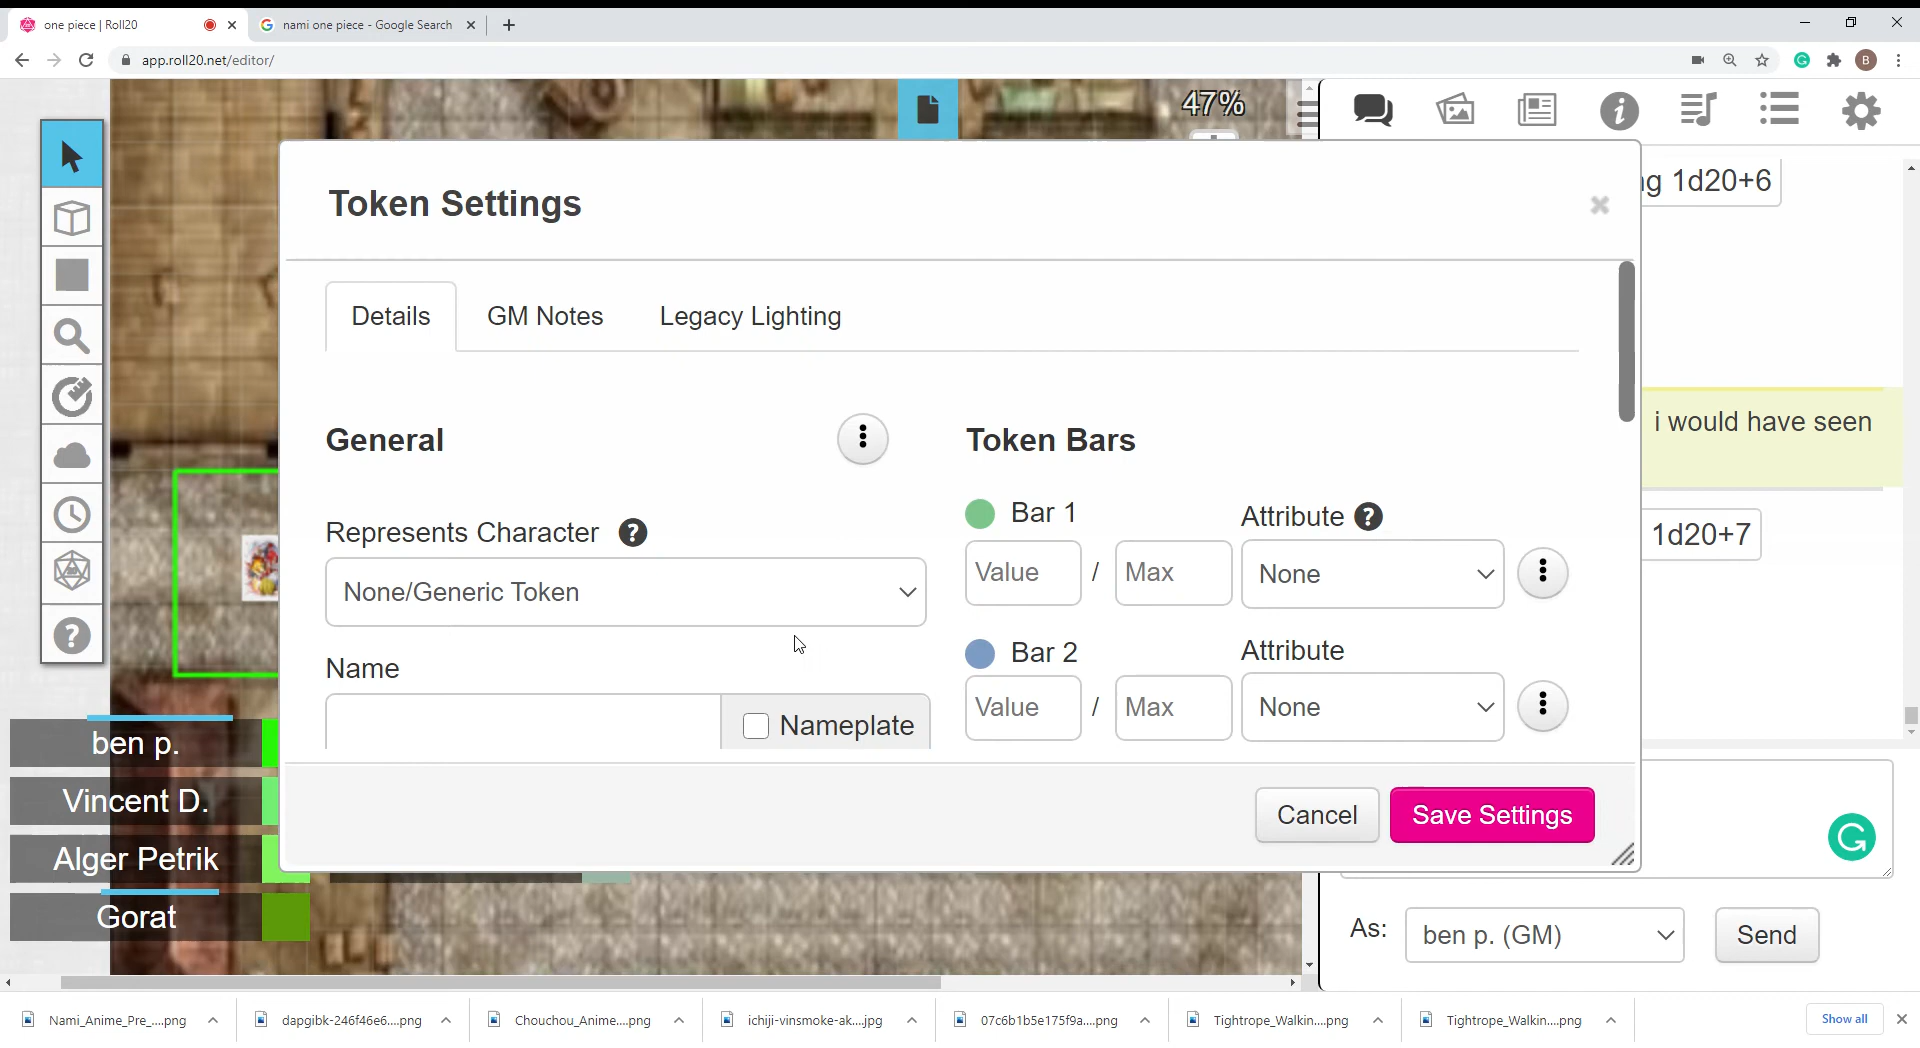 one piece | Roll20
nami one piece - Google Search
app.roll20.net/editor/
47%
Token Settings
1d20+6
Details
GM Notes
Legacy Lighting
i would have seen
General
Token Bars
Bar 1
Attribute
Represents Character
Value / Max
None
1d20+7
None/Generic Token
Bar 2
Attribute
Name
Value / Max
None
Nameplate
ben p.
Vincent D.
Cancel
Save Settings
Alger Petrik
Gorat
As:
ben p. (GM)
Send
Nami_Anime_Pre_....png
dapgibk-246f46e6....png
Chouchou_Anime....png
ichiji-vinsmoke-ak....jpg
07c6b1b5e175f9a....png
Tightrope_Walkin....png
Tightrope_Walkin....png
Show all